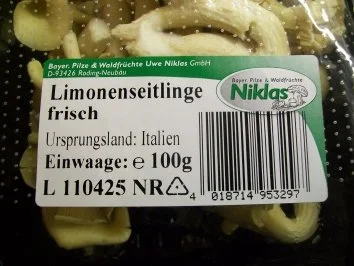 Bayer. Pilze & Waldfrüchte Uwe Niklas GmbH
D-93426 Roding-Neubäu
Bayer. Pilze & Waldfrüchte
Niklas
Limonenseitlinge
frisch
Ursprungsland: Italien
Einwaage: ℮ 100g
L 110425 NR
4 018714 953297